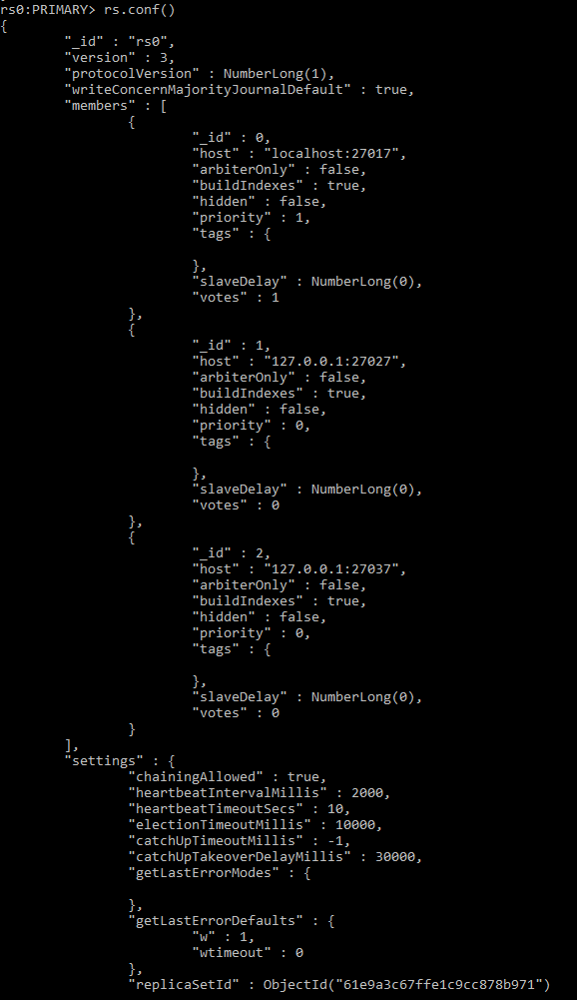 rs0:PRIMARY> rs.conf()
{
        "_id" : "rs0",
        "version" : 3,
        "protocolVersion" : NumberLong(1),
        "writeConcernMajorityJournalDefault" : true,
        "members" : [
                {
                        "_id" : 0,
                        "host" : "localhost:27017",
                        "arbiterOnly" : false,
                        "buildIndexes" : true,
                        "hidden" : false,
                        "priority" : 1,
                        "tags" : {

                        },
                        "slaveDelay" : NumberLong(0),
                        "votes" : 1
                },
                {
                        "_id" : 1,
                        "host" : "127.0.0.1:27027",
                        "arbiterOnly" : false,
                        "buildIndexes" : true,
                        "hidden" : false,
                        "priority" : 0,
                        "tags" : {

                        },
                        "slaveDelay" : NumberLong(0),
                        "votes" : 0
                },
                {
                        "_id" : 2,
                        "host" : "127.0.0.1:27037",
                        "arbiterOnly" : false,
                        "buildIndexes" : true,
                        "hidden" : false,
                        "priority" : 0,
                        "tags" : {

                        },
                        "slaveDelay" : NumberLong(0),
                        "votes" : 0
                }
        ],
        "settings" : {
                "chainingAllowed" : true,
                "heartbeatIntervalMillis" : 2000,
                "heartbeatTimeoutSecs" : 10,
                "electionTimeoutMillis" : 10000,
                "catchUpTimeoutMillis" : -1,
                "catchUpTakeoverDelayMillis" : 30000,
                "getLastErrorModes" : {

                },
                "getLastErrorDefaults" : {
                        "w" : 1,
                        "wtimeout" : 0
                },
                "replicaSetId" : ObjectId("61e9a3c67ffe1c9cc878b971")